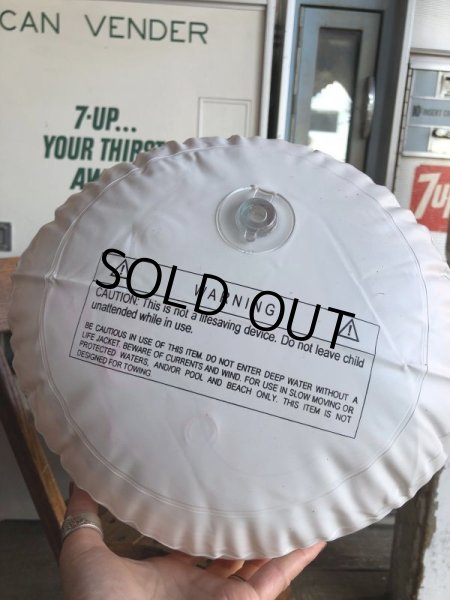 CAN VENDER
7-UP...
YOUR THIRST
AW
INSERT
7up
SOLD OUT
WARNING
CAUTION: This is not a lifesaving device. Do not leave child
unattended while in use.
BE CAUTIOUS IN USE OF THIS ITEM. DO NOT ENTER DEEP WATER WITHOUT A
LIFE JACKET. BEWARE OF CURRENTS AND WIND. FOR USE IN SLOW MOVING OR
PROTECTED WATERS, AND/OR POOL AND BEACH ONLY. THIS ITEM IS NOT
DESIGNED FOR TOWING